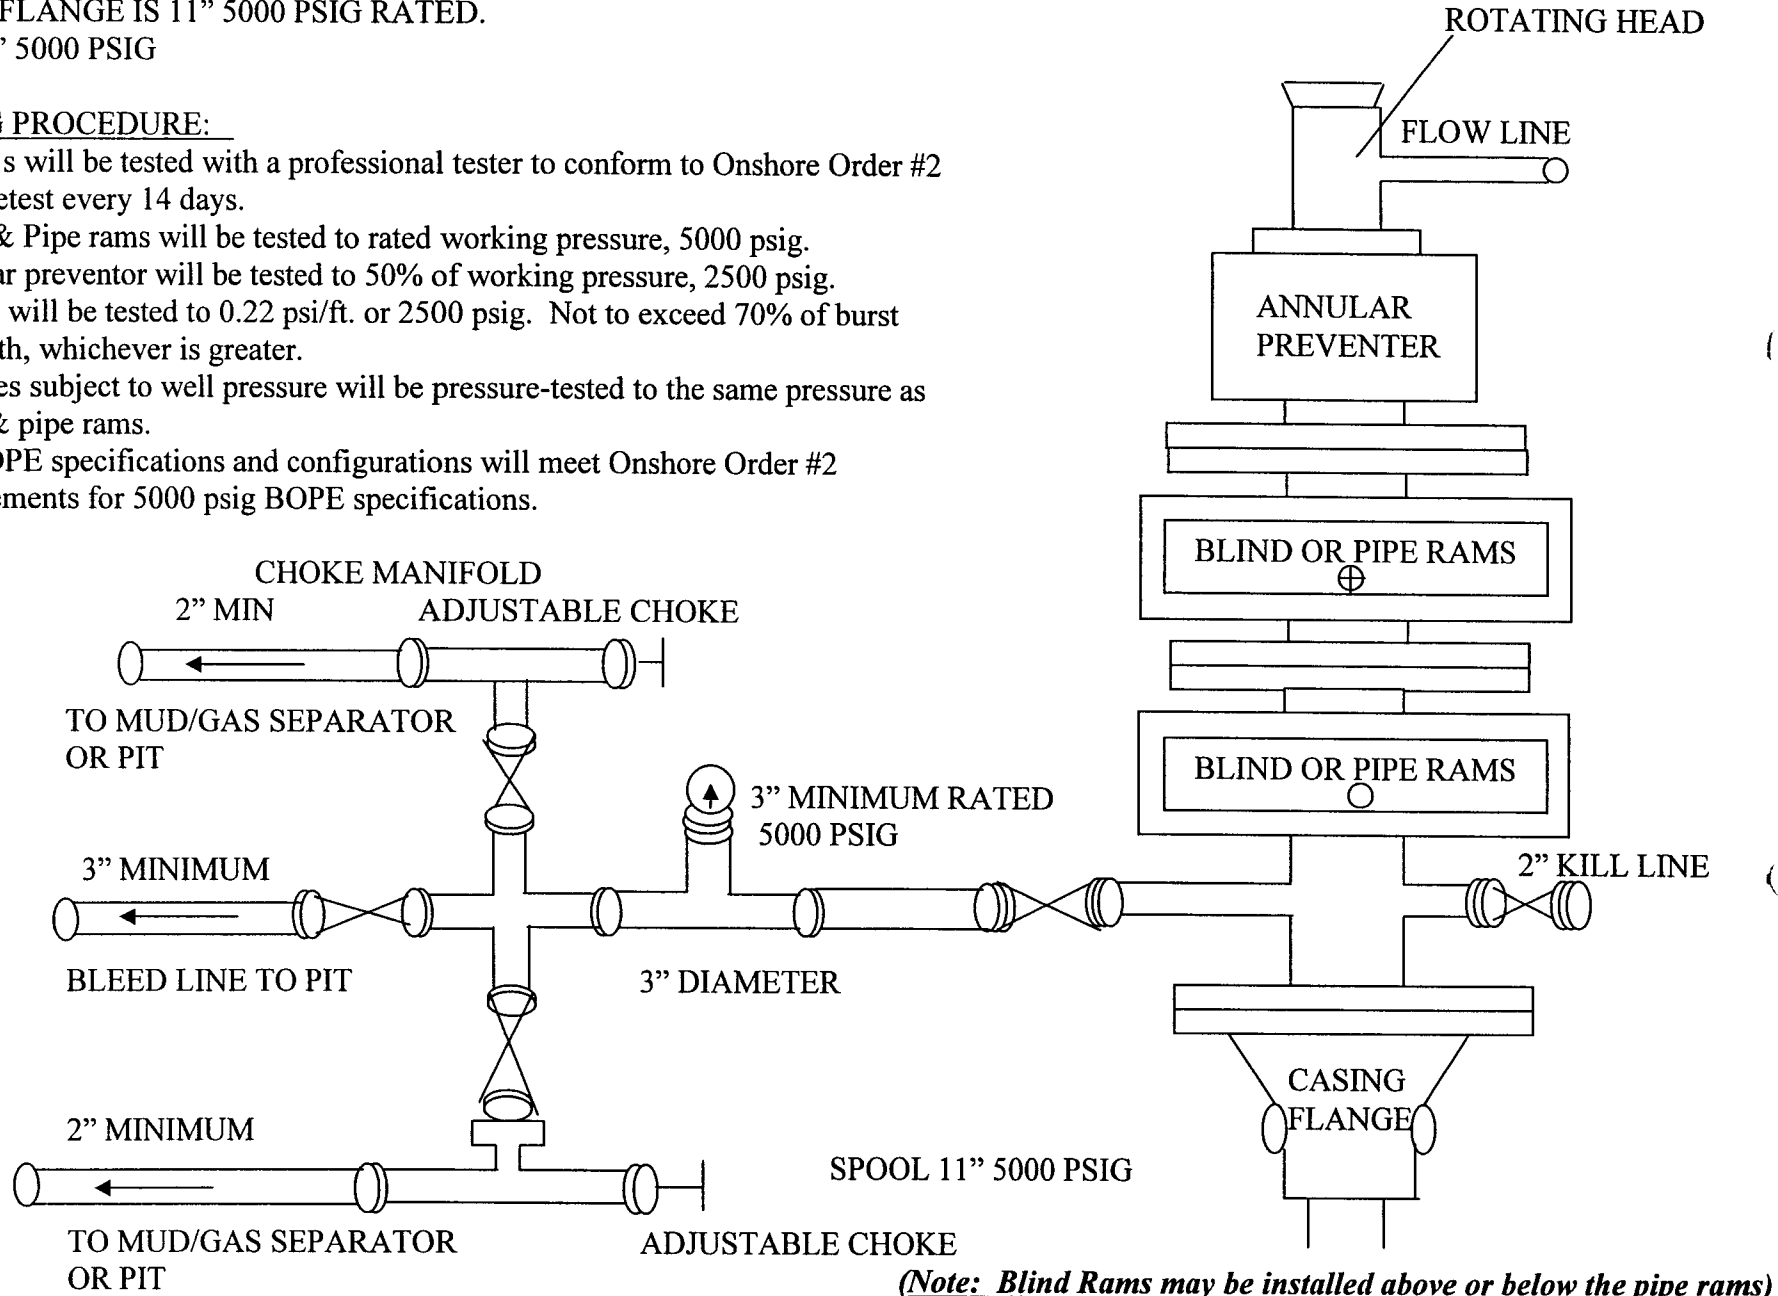 FLANGE IS 11” 5000 PSIG RATED.
” 5000 PSIG
PROCEDURE:
s will be tested with a professional tester to conform to Onshore Order #2
etest every 14 days.
& Pipe rams will be tested to rated working pressure, 5000 psig.
ar preventor will be tested to 50% of working pressure, 2500 psig.
will be tested to 0.22 psi/ft. or 2500 psig. Not to exceed 70% of burst
th, whichever is greater.
es subject to well pressure will be pressure-tested to the same pressure as
& pipe rams.
OPE specifications and configurations will meet Onshore Order #2
ements for 5000 psig BOPE specifications.
ROTATING HEAD
FLOW LINE
ANNULAR
PREVENTER
BLIND OR PIPE RAMS
BLIND OR PIPE RAMS
2” KILL LINE
CASING
FLANGE
CHOKE MANIFOLD
2” MIN
ADJUSTABLE CHOKE
TO MUD/GAS SEPARATOR
OR PIT
3” MINIMUM RATED
5000 PSIG
3” MINIMUM
BLEED LINE TO PIT
3” DIAMETER
2” MINIMUM
SPOOL 11” 5000 PSIG
TO MUD/GAS SEPARATOR
OR PIT
ADJUSTABLE CHOKE
(Note: Blind Rams may be installed above or below the pipe rams)